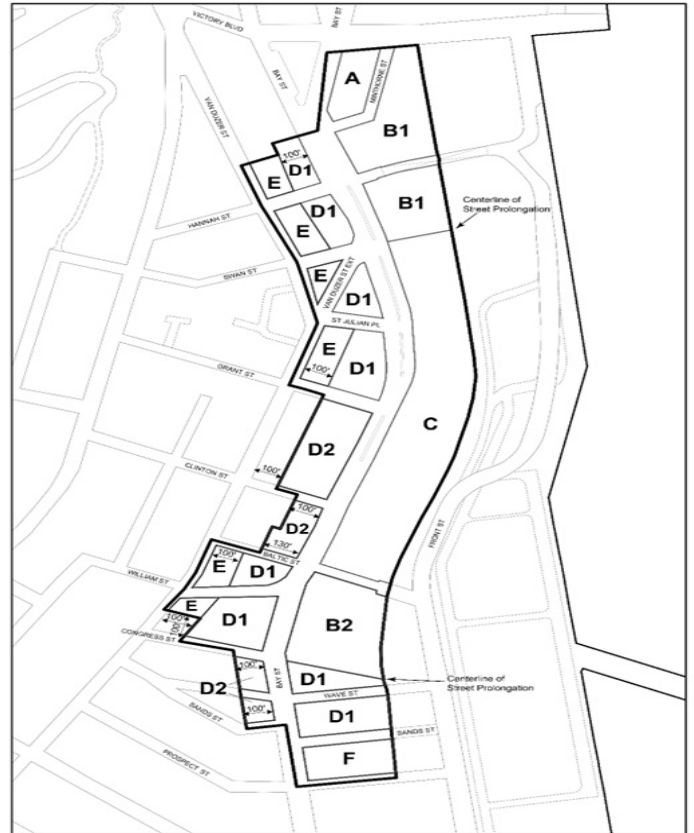 VICTORY BLVD
BAY ST
BAY ST
VAN DUZER ST
A
MINTHORNE ST
B1
100'
D1
E
B1
Centerline of
Street Prolongation
D1
E
HANNAH ST
SWAN ST
E
VAN DUZER ST EXT
D1
ST JULIAN PL
E
100'
D1
GRANT ST
C
D2
100'
CLINTON ST
100'
D2
130'
FRONT ST
BALTIC ST
100'
E
D1
WILLIAM ST
E
100'
100'
D1
B2
CONGRESS ST
100'
BAY ST
D1
Centerline of
Street Prolongation
D2
WAVE ST
100'
D1
SANDS ST
SANDS ST
F
PROSPECT ST